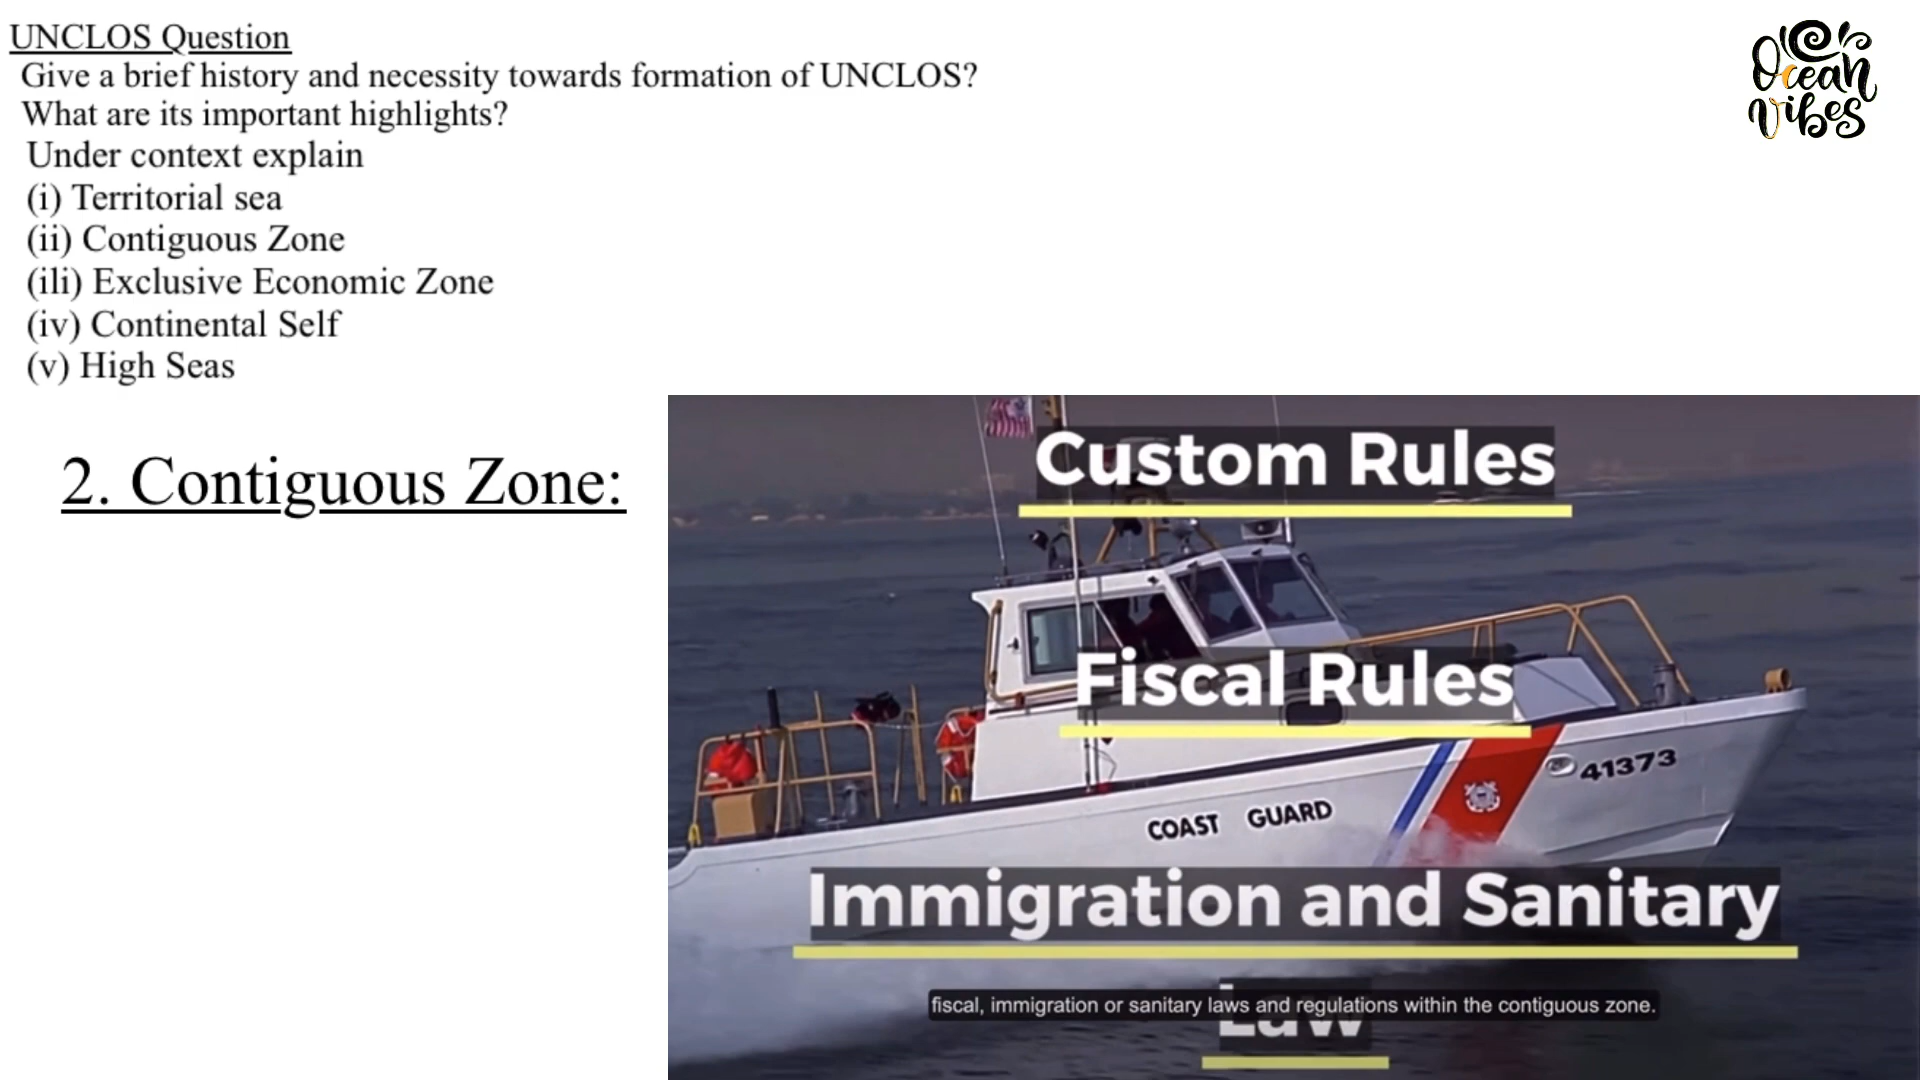 UNCLOS Question
Give a brief history and necessity towards formation of UNCLOS?
What are its important highlights?
Under context explain
(i) Territorial sea
(ii) Contiguous Zone
(ili) Exclusive Economic Zone
(iv) Continental Self
(v) High Seas
Ocean
Vibes
2. Contiguous Zone:
Custom Rules
Fiscal Rules
41373
COAST GUARD
Immigration and Sanitary
Law
fiscal, immigration or sanitary laws and regulations within the contiguous zone.